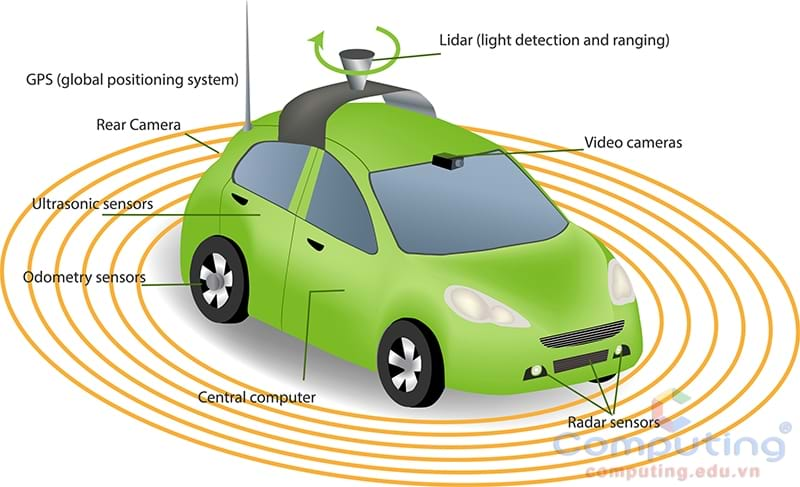 Lidar (light detection and ranging)
GPS (global positioning system)
Rear Camera
Video cameras
Ultrasonic sensors
Odometry sensors
Central computer
Radar sensors
Computing®
computing.edu.vn